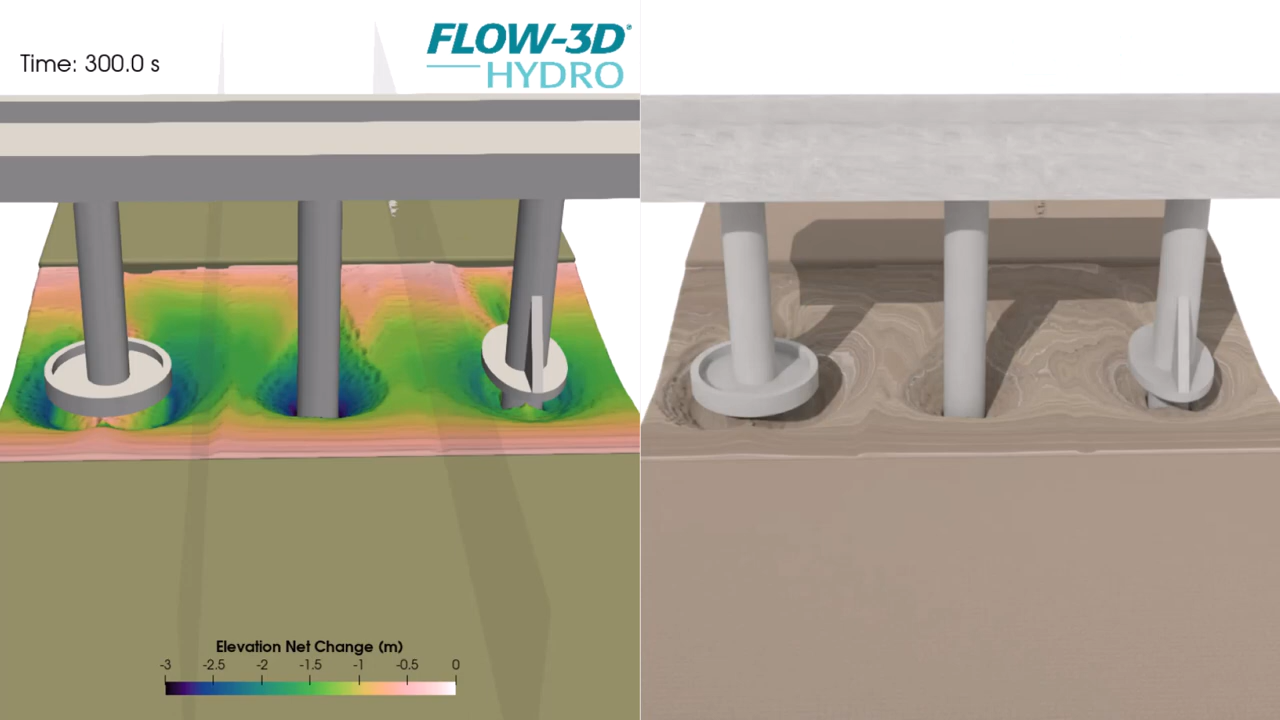 Time: 300.0 s
FLOW-3D®
HYDRO
Elevation Net Change (m)
-3 -2.5 -2 -1.5 -1 -0.5 0